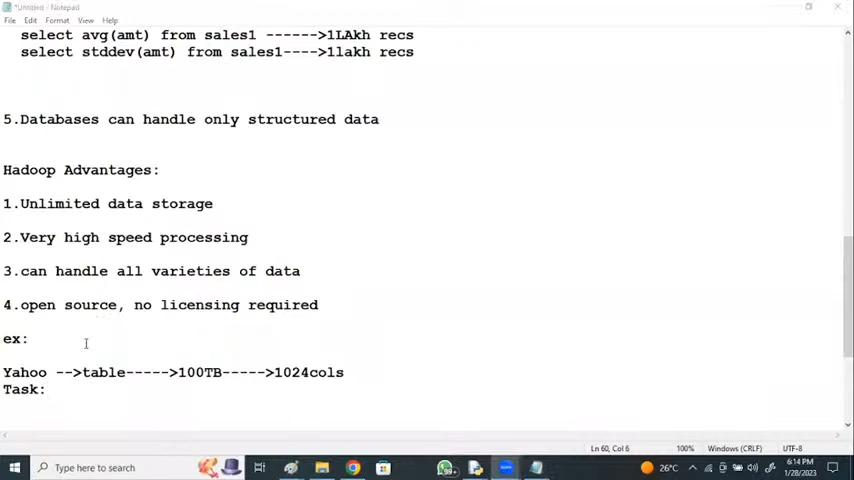 *Untitled - Notepad
File Edit Format View Help
select avg(amt) from sales1 ------>1LAkh recs
select stddev(amt) from sales1---->1lakh recs
5.Databases can handle only structured data
Hadoop Advantages:
1.Unlimited data storage
2.Very high speed processing
3.can handle all varieties of data
4.open source, no licensing required
ex:
Yahoo -->table----->100TB----->1024cols
Task:
Ln 60, Col 6 100% Windows (CRLF) UTF-8
Type here to search
99+
26°C
6:14 PM
1/28/2023